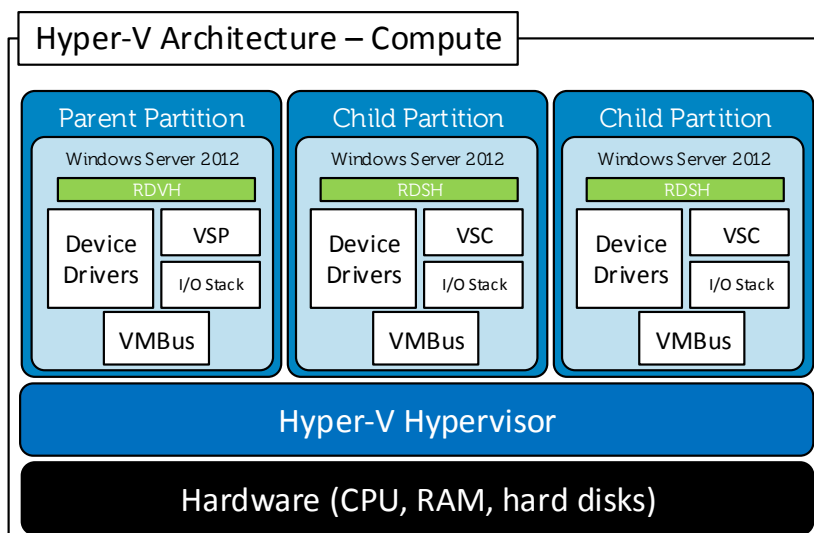 Hyper-V Architecture – Compute
Parent Partition
Windows Server 2012
RDVH
Device
Drivers
VSP
I/O Stack
VMBus
Child Partition
Windows Server 2012
RDSH
Device
Drivers
VSC
I/O Stack
VMBus
Child Partition
Windows Server 2012
RDSH
Device
Drivers
VSC
I/O Stack
VMBus
Hyper-V Hypervisor
Hardware (CPU, RAM, hard disks)